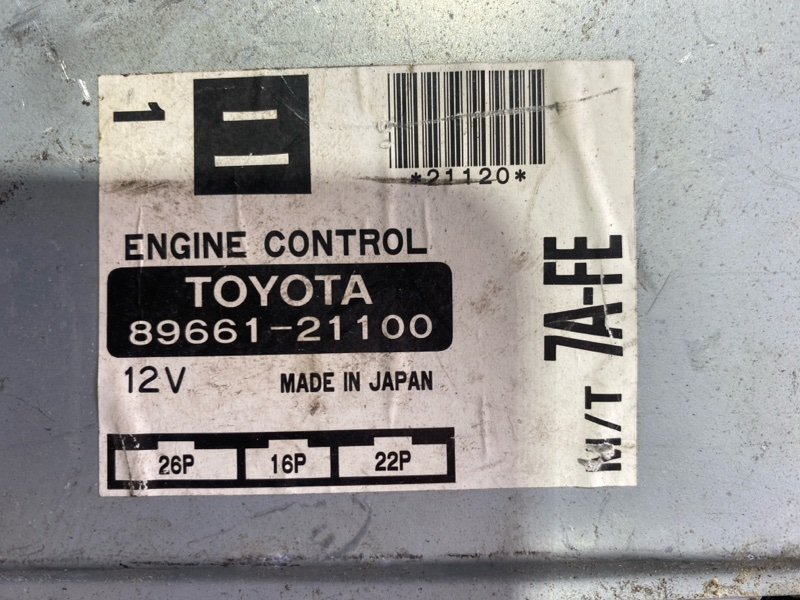 1
*21120*
ENGINE CONTROL
TOYOTA
89661-21100
12V MADE IN JAPAN
26P 16P 22P
M/T 7A-FE